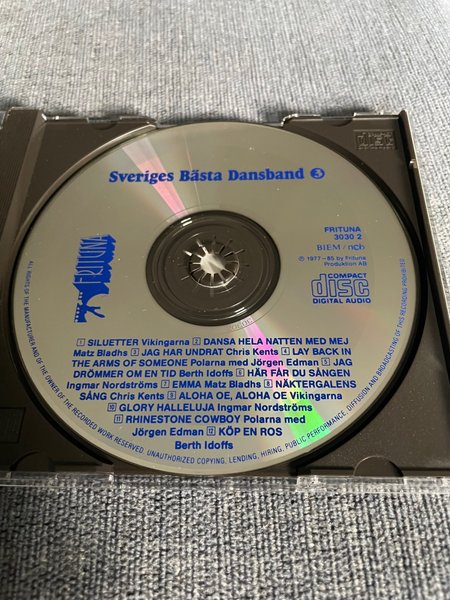 Sveriges Bästa Dansband 3
FRITUNA
3030 2
BIEM/ncb
℗ 1977-85 by Frituna
Produktion AB
FRITUNA
COMPACT
disc
DIGITAL AUDIO
1 SILUETTER Vikingarna 2 DANSA HELA NATTEN MED MEJ
Matz Bladhs 3 JAG HAR UNDRAT Chris Kents 4 LAY BACK IN
THE ARMS OF SOMEONE Polarna med Jörgen Edman 5 JAG
DRÖMMER OM EN TID Berth Idoffs 6 HÄR FÅR DU SÅNGEN
Ingmar Nordströms 7 EMMA Matz Bladhs 8 NÄKTERGALENS
SÅNG Chris Kents 9 ALOHA OE, ALOHA OE Vikingarna
10 GLORY HALLELUJA Ingmar Nordströms
11 RHINESTONE COWBOY Polarna med
Jörgen Edman 12 KÖP EN ROS
Berth Idoffs
ALL RIGHTS OF THE MANUFACTURER AND OF THE OWNER OF THE RECORDED WORK RESERVED. UNAUTHORIZED COPYING, LENDING, HIRING, PUBLIC PERFORMANCE, DIFFUSION, AND BROADCASTING OF THIS RECORDING PROHIBITED.